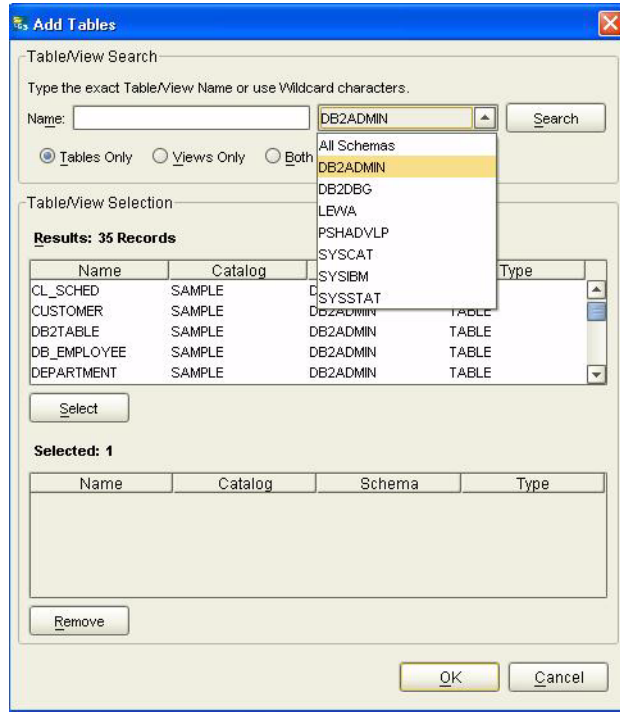 Add Tables
Table/View Search
Type the exact Table/View Name or use Wildcard characters.
Name: DB2ADMIN Search
Tables Only Views Only Both
All Schemas
DB2ADMIN
DB2DBG
LEWA
PSHADVLP
SYSCAT
SYSIBM
SYSSTAT
Table/View Selection
Results: 35 Records
Name Catalog Type
CL_SCHED SAMPLE
CUSTOMER SAMPLE DB2ADMIN TABLE
DB2TABLE SAMPLE DB2ADMIN TABLE
DB_EMPLOYEE SAMPLE DB2ADMIN TABLE
DEPARTMENT SAMPLE DB2ADMIN TABLE
Select
Selected: 1
Name Catalog Schema Type
Remove
OK Cancel